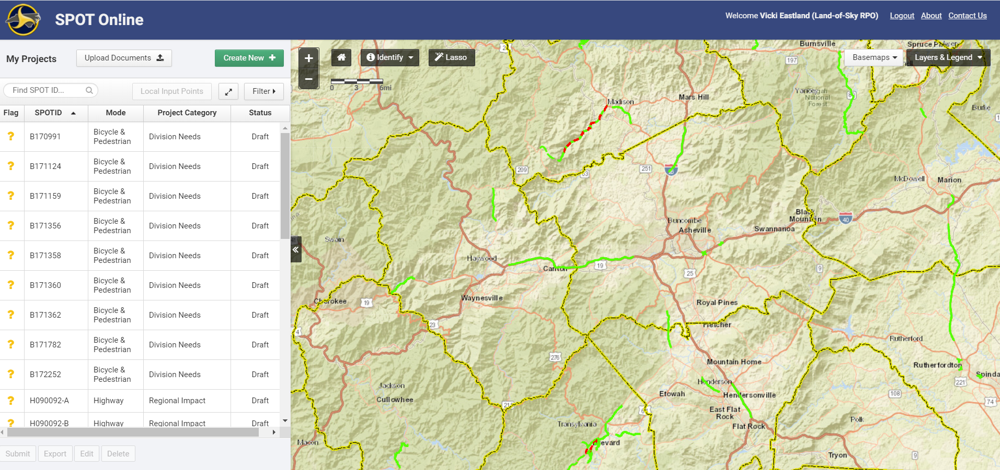 SPOT On!ine
Welcome Vicki Eastland (Land-of-Sky RPO)
Logout
About
Contact Us
My Projects
Upload Documents
Create New
Find SPOT ID...
Local Input Points
Filter
Flag SPOTID Mode Project Category Status
? B170991 Bicycle & Pedestrian Division Needs Draft
? B171124 Bicycle & Pedestrian Division Needs Draft
? B171159 Bicycle & Pedestrian Division Needs Draft
? B171356 Bicycle & Pedestrian Division Needs Draft
? B171358 Bicycle & Pedestrian Division Needs Draft
? B171360 Bicycle & Pedestrian Division Needs Draft
? B171362 Bicycle & Pedestrian Division Needs Draft
? B171782 Bicycle & Pedestrian Division Needs Draft
? B172252 Bicycle & Pedestrian Division Needs Draft
? H090092-A Highway Regional Impact Draft
? H090092-B Highway Regional Impact Draft
Submit
Export
Edit
Delete
+
−
Identify
Lasso
0 3 6mi
Basemaps
Layers & Legend
Burnsville
Spruce
Avery
197
Madison
Mars Hill
Yancey
National
Forest
80
Burke
209
63
251
McDowell
Marion
Black
Mountain
40
Buncombe
Asheville
Swannanoa
Swain
Haywood
Canton
19
25
9
Cherokee
19
Waynesville
Royal Pines
23
Fletcher
Rutherford
276
Mountain Home
Rutherfordton
Spinda
221
Jackson
Cullowhee
Henderson
Hendersonville
Etowah
108
74
215
East Flat
Rock
Flat Rock
Polk
Transylvania
Brevard
Macon
Tryon
9